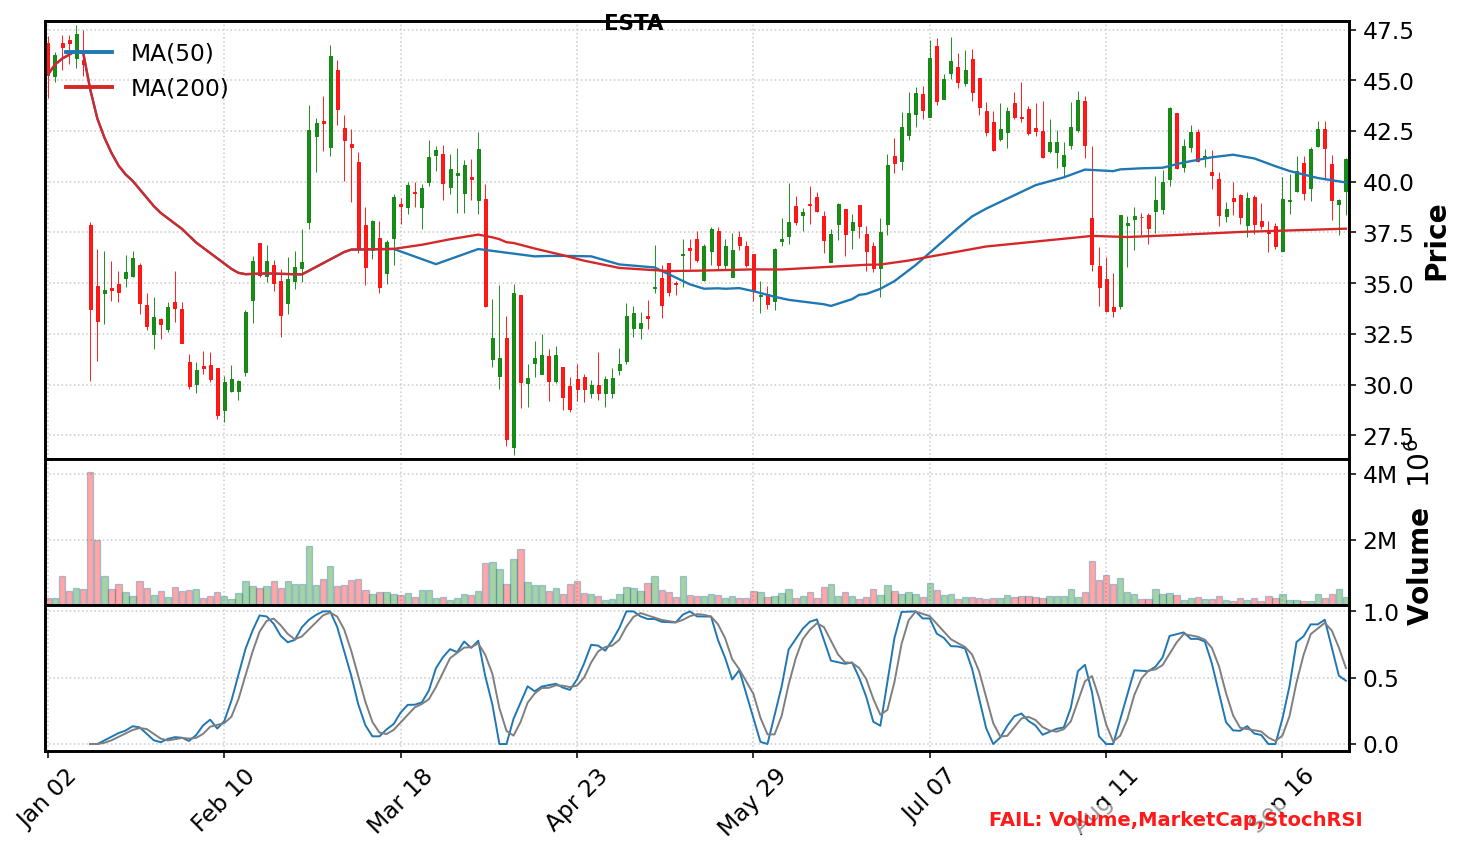 ESTA
MA(50)
MA(200)
47.5
45.0
42.5
40.0
37.5
35.0
32.5
30.0
27.5
Price
4M
2M
Volume 10^6
1.0
0.5
0.0
Jan 02
Feb 10
Mar 18
Apr 23
May 29
Jul 07
Aug 11
Sep 16
FAIL: Volume,MarketCap,StochRSI